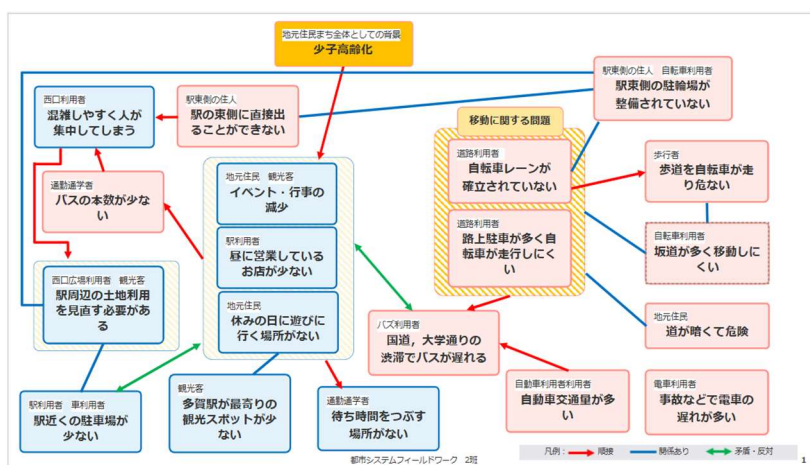 地元住民まち全体としての背景
少子高齢化
駅東側の住人　自転車利用者
駅東側の駐輪場が
整備されていない
西口利用者
混雑しやすく人が
集中してしまう
駅東側の住人
駅の東側に直接出
ることができない
移動に関する問題
道路利用者
自転車レーンが
確立されていない
歩行者
歩道を自転車が走
り危ない
通勤通学者
バスの本数が少な
い
地元住民　観光客
イベント・行事の
減少
道路利用者
路上駐車が多く自
転車が走行しにく
い
自転車利用者
坂道が多く移動しに
くい
駅利用者
昼に営業している
お店が少ない
西口広場利用者　観光客
駅周辺の土地利用
を見直す必要があ
る
地元住民
休みの日に遊びに
行く場所がない
バス利用者
国道，大学通りの
渋滞でバスが遅れる
地元住民
道が暗くて危険
駅利用者　車利用者
駅近くの駐車場が
少ない
観光客
多賀駅が最寄りの
観光スポットが少
ない
通勤通学者
待ち時間をつぶす
場所がない
自動車利用者利用者
自動車交通量が多
い
電車利用者
事故などで電車の
遅れが多い
凡例：　順接　関係あり　矛盾・反対
都市システムフィールドワーク　2班
1